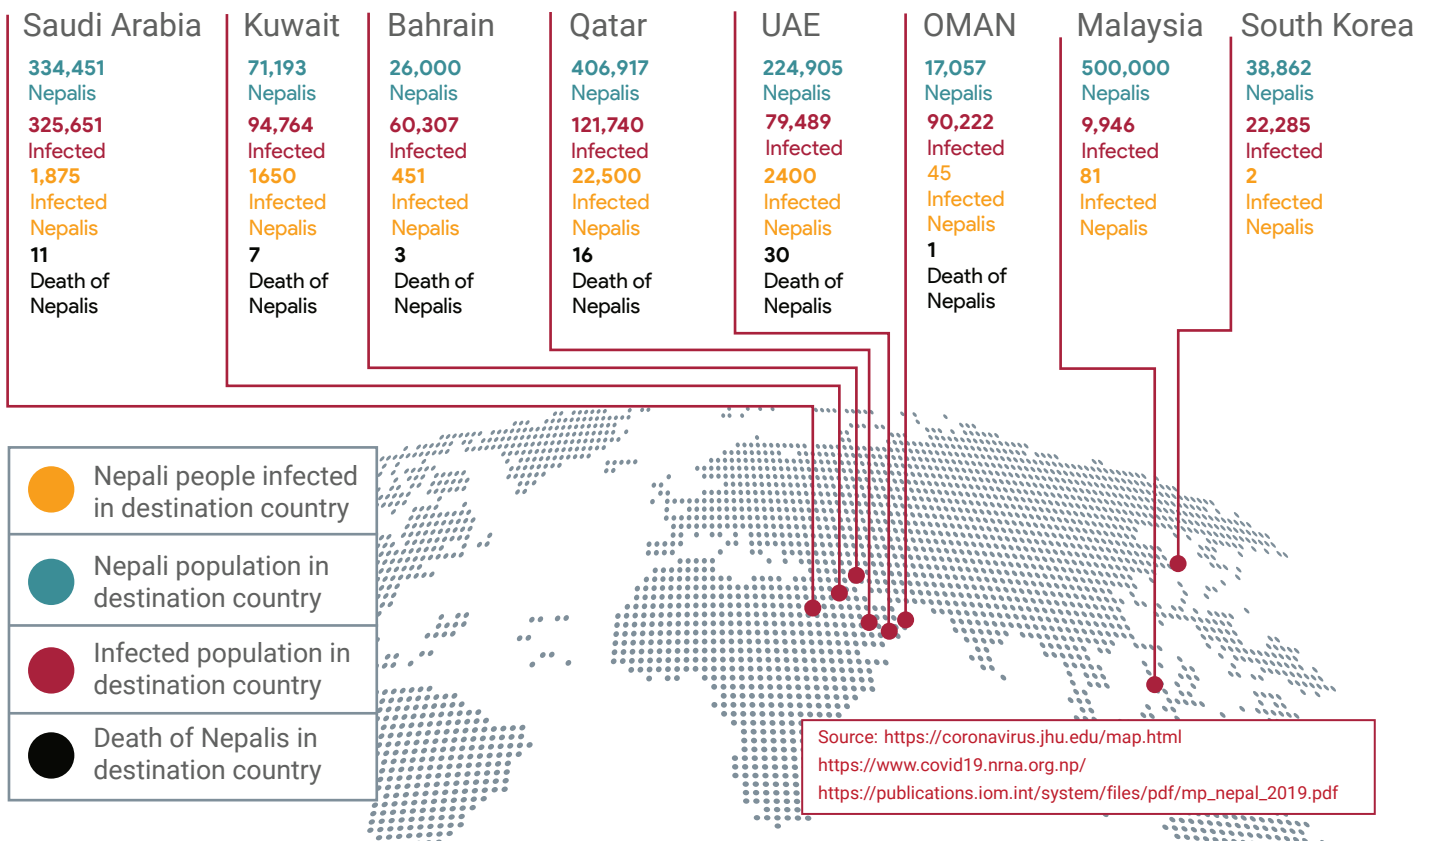 Saudi Arabia
334,451
Nepalis
325,651
Infected
1,875
Infected
Nepalis
11
Death of
Nepalis
Kuwait
71,193
Nepalis
94,764
Infected
1650
Infected
Nepalis
7
Death of
Nepalis
Bahrain
26,000
Nepalis
60,307
Infected
451
Infected
Nepalis
3
Death of
Nepalis
Qatar
406,917
Nepalis
121,740
Infected
22,500
Infected
Nepalis
16
Death of
Nepalis
UAE
224,905
Nepalis
79,489
Infected
2400
Infected
Nepalis
30
Death of
Nepalis
OMAN
17,057
Nepalis
90,222
Infected
45
Infected
Nepalis
1
Death of
Nepalis
Malaysia
500,000
Nepalis
9,946
Infected
81
Infected
Nepalis
South Korea
38,862
Nepalis
22,285
Infected
2
Infected
Nepalis
Nepali people infected
in destination country
Nepali population in
destination country
Infected population in
destination country
Death of Nepalis in
destination country
Source: https://coronavirus.jhu.edu/map.html
https://www.covid19.nrna.org.np/
https://publications.iom.int/system/files/pdf/mp_nepal_2019.pdf